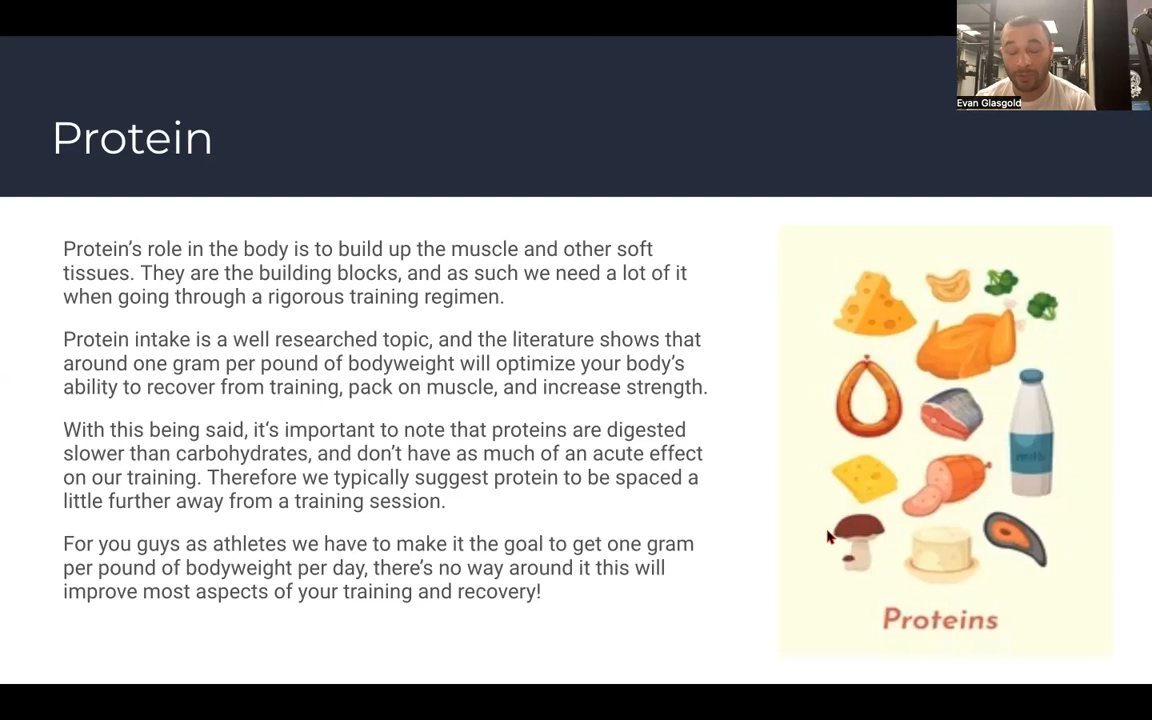 Evan Glasgold
Protein
Protein’s role in the body is to build up the muscle and other soft
tissues. They are the building blocks, and as such we need a lot of it
when going through a rigorous training regimen.
Protein intake is a well researched topic, and the literature shows that
around one gram per pound of bodyweight will optimize your body’s
ability to recover from training, pack on muscle, and increase strength.
With this being said, it‘s important to note that proteins are digested
slower than carbohydrates, and don’t have as much of an acute effect
on our training. Therefore we typically suggest protein to be spaced a
little further away from a training session.
For you guys as athletes we have to make it the goal to get one gram
per pound of bodyweight per day, there’s no way around it this will
improve most aspects of your training and recovery!
milk
Proteins